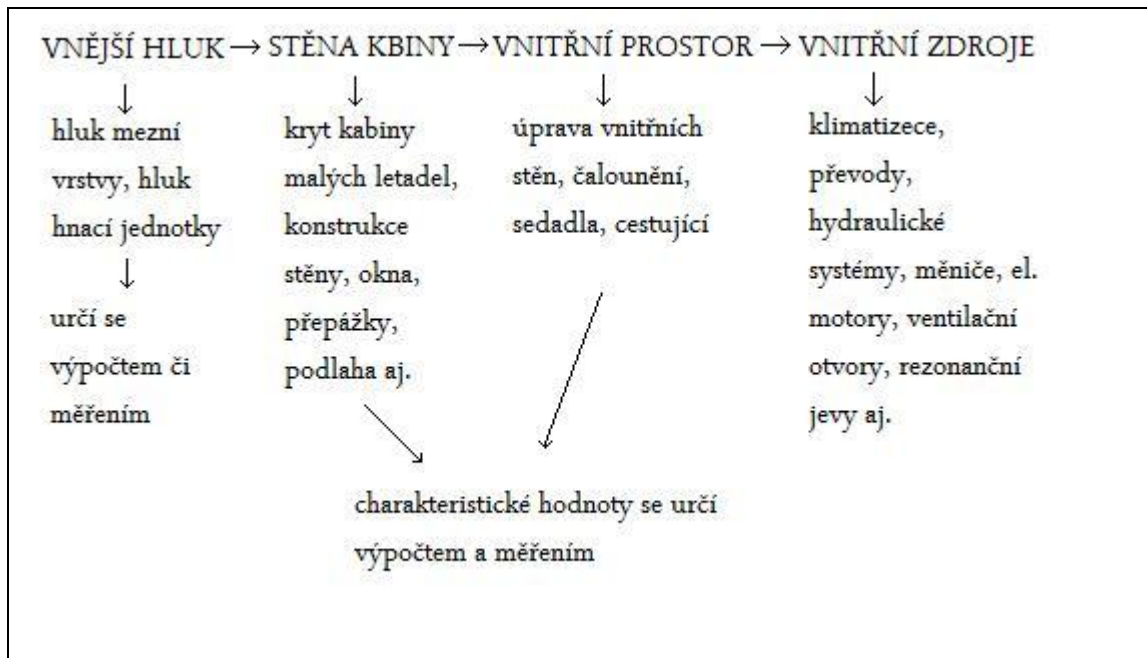 VNĚJŠÍ HLUK → STĚNA KBINY → VNITŘNÍ PROSTOR → VNITŘNÍ ZDROJE
hluk mezní
vrstvy, hluk
hnací jednotky
určí se
výpočtem či
měřením
kryt kabiny
malých letadel,
konstrukce
stěny, okna,
přepážky,
podlaha aj.
úprava vnitřních
stěn, čalounění,
sedadla, cestující
klimatizece,
převody,
hydraulické
systémy, měniče, el.
motory, ventilační
otvory, rezonanční
jevy aj.
charakteristické hodnoty se určí
výpočtem a měřením